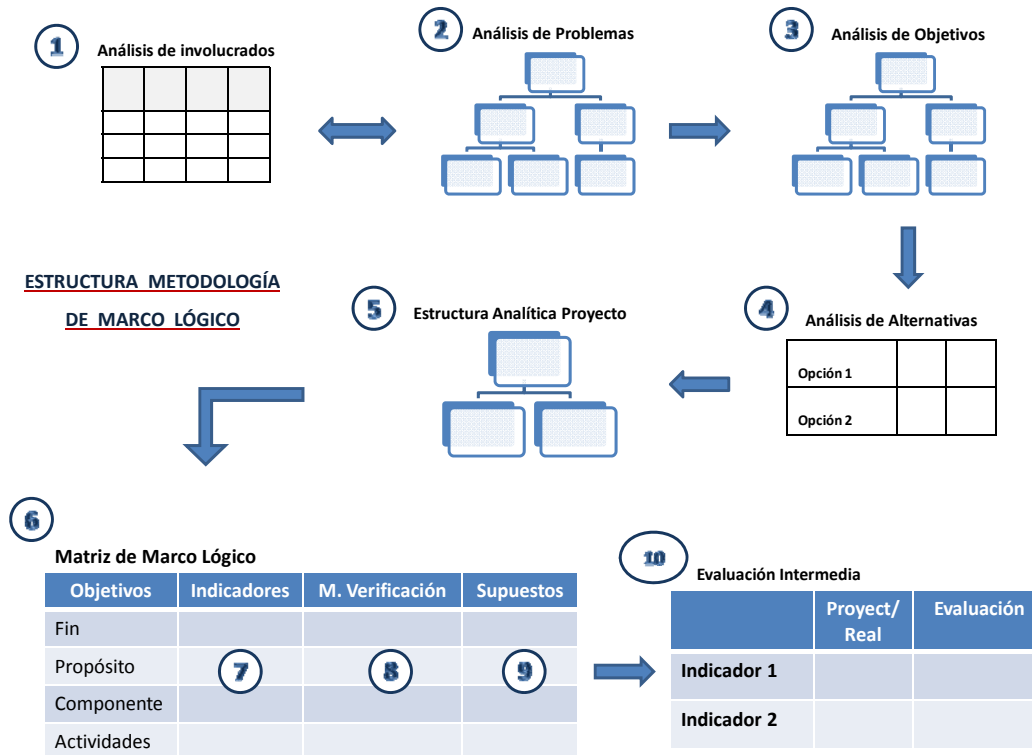 1
Análisis de involucrados
2
Análisis de Problemas
3
Análisis de Objetivos
ESTRUCTURA METODOLOGÍA
DE MARCO LÓGICO
5
Estructura Analítica Proyecto
4
Análisis de Alternativas
Opción 1
Opción 2
6
Matriz de Marco Lógico
Objetivos Indicadores M. Verificación Supuestos
Fin
Propósito 7 8 9
Componente
Actividades
10
Evaluación Intermedia
Proyect/ Evaluación
Real
Indicador 1
Indicador 2